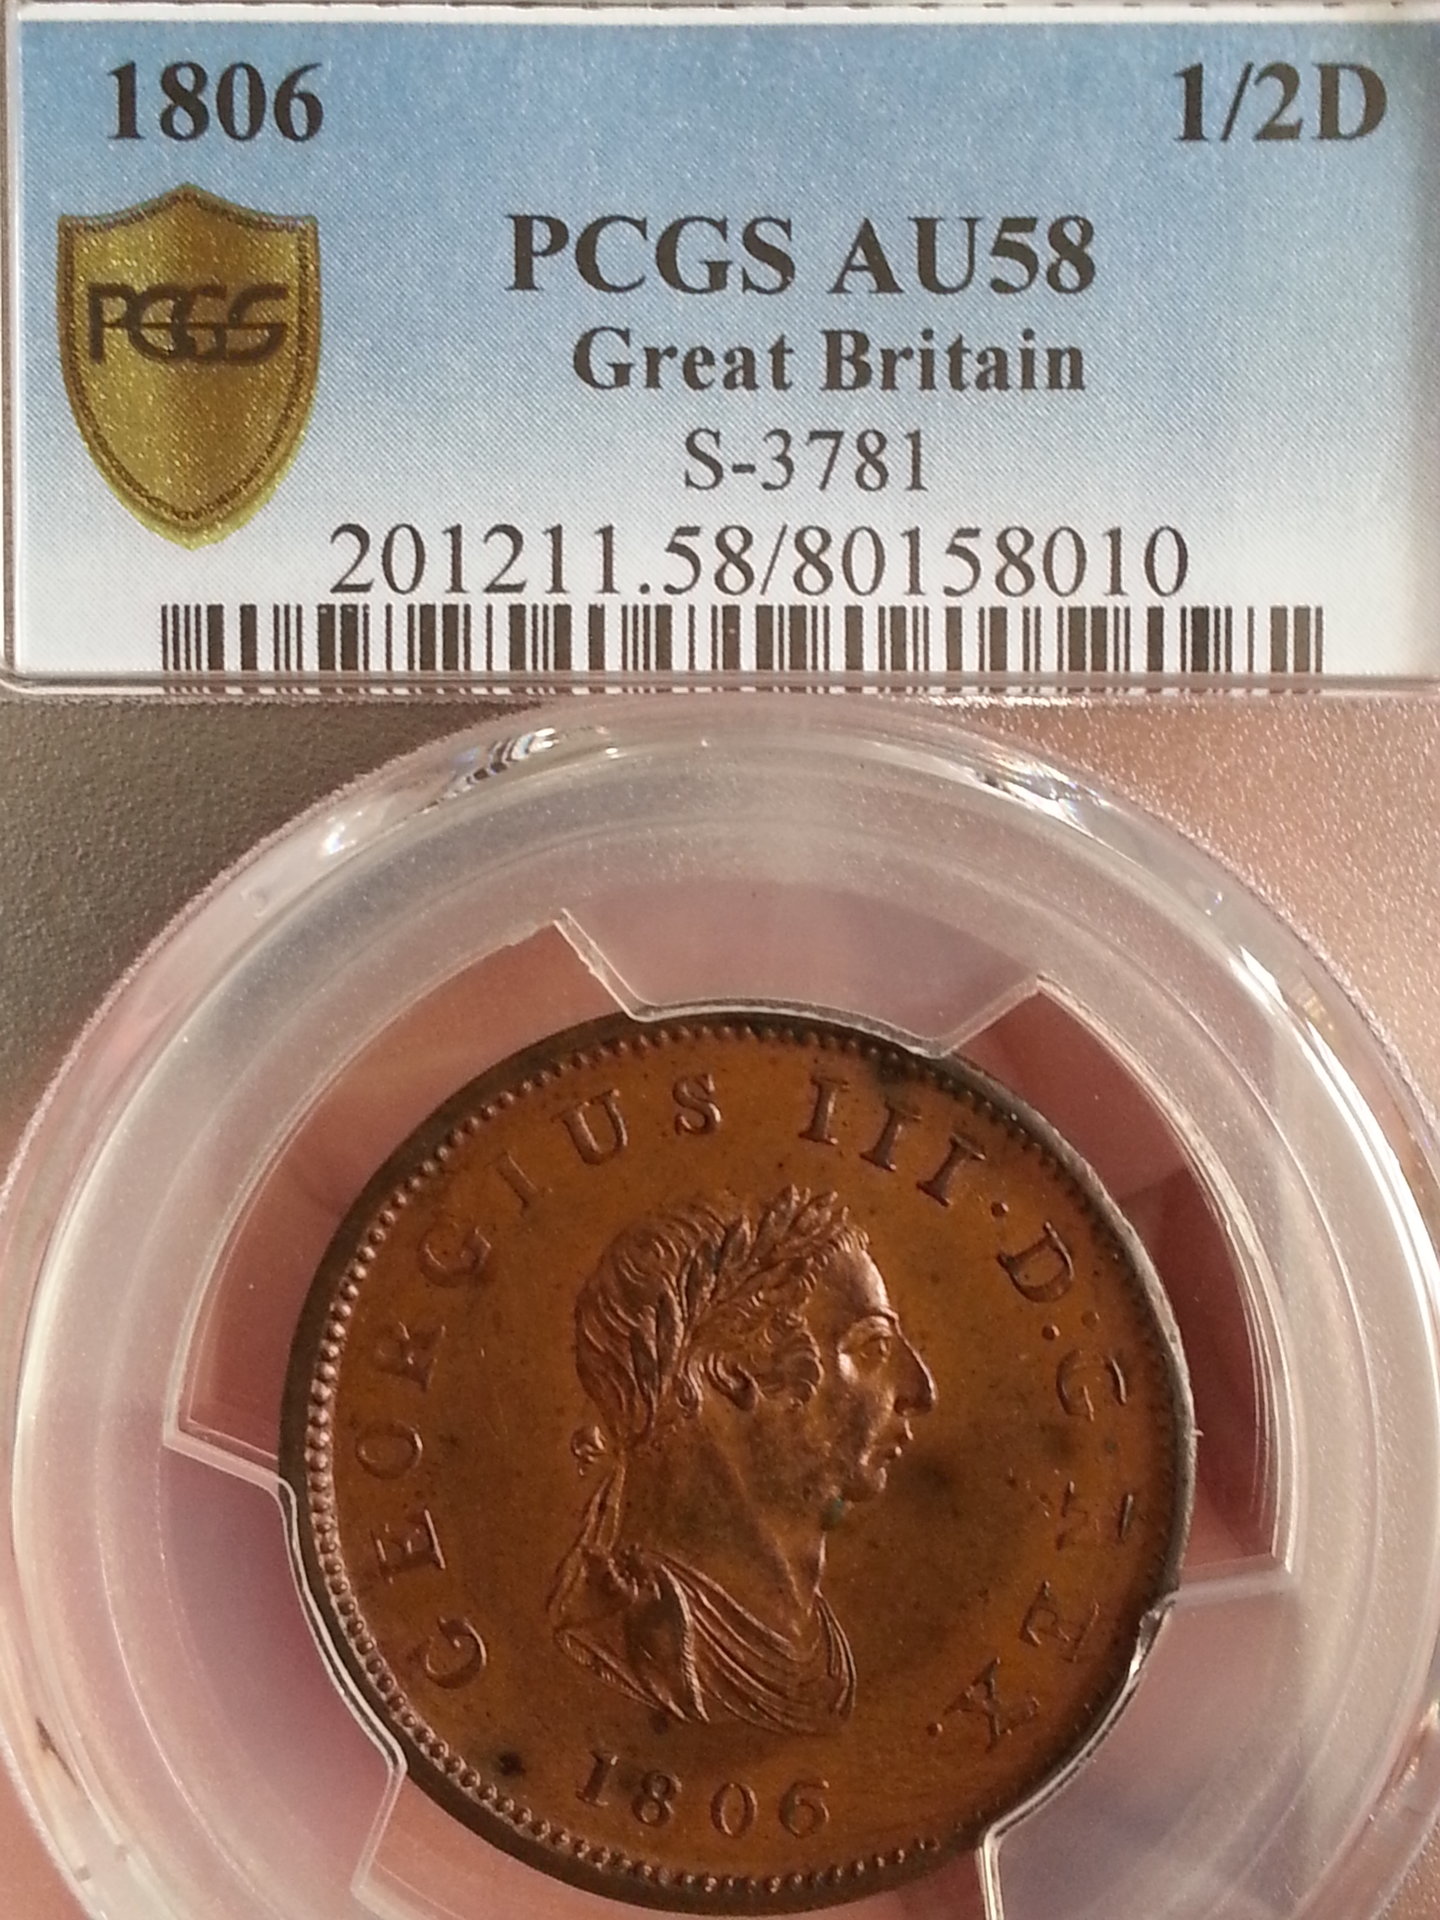 1806 1/2D
PCGS AU58
PCGS
Great Britain
S-3781
201211.58/80158010
GEORGIUS III · D : G · REX ·
1806